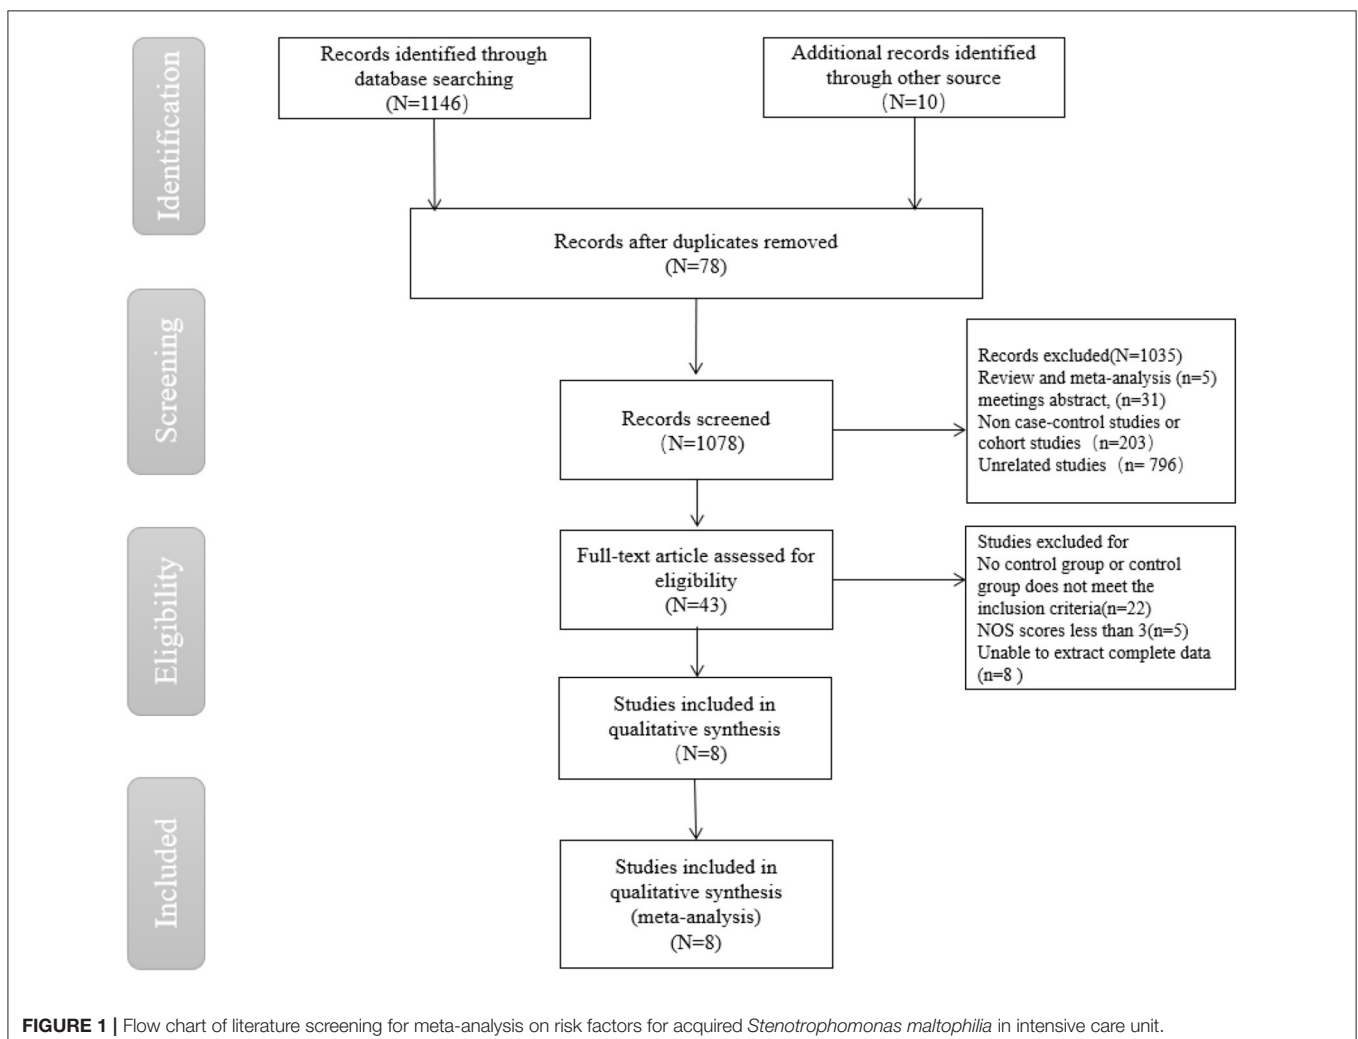 Identification
Records identified through
database searching
(N=1146)
Additional records identified
through other source
(N=10)
Records after duplicates removed
(N=78)
Screening
Records screened
(N=1078)
Records excluded(N=1035)
Review and meta-analysis (n=5)
meetings abstract, (n=31)
Non case-control studies or
cohort studies (n=203)
Unrelated studies (n= 796)
Eligibility
Full-text article assessed for
eligibility
(N=43)
Studies excluded for
No control group or control
group does not meet the
inclusion criteria(n=22)
NOS scores less than 3(n=5)
Unable to extract complete data
(n=8 )
Studies included in
qualitative synthesis
(N=8)
Included
Studies included in
qualitative synthesis
(meta-analysis)
(N=8)
FIGURE 1 | Flow chart of literature screening for meta-analysis on risk factors for acquired Stenotrophomonas maltophilia in intensive care unit.